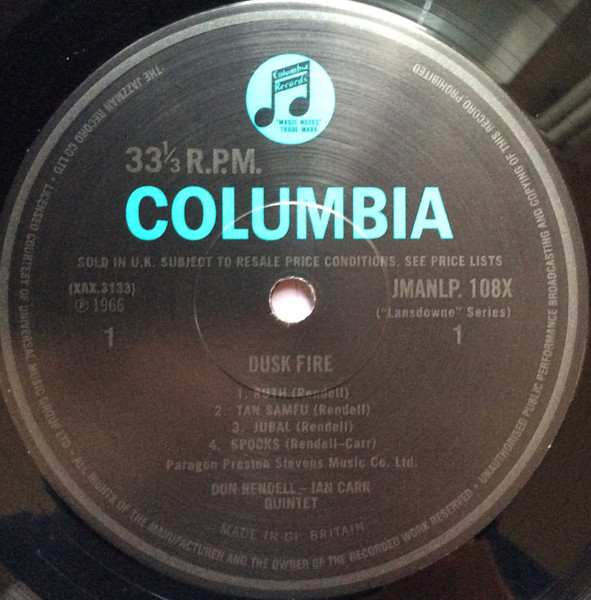 Columbia
Records
"MAGIC NOTES"
TRADE MARK
33⅓ R.P.M.
COLUMBIA
SOLD IN U.K. SUBJECT TO RESALE PRICE CONDITIONS. SEE PRICE LISTS
(XAX.3133)
℗ 1966
1
JMANLP. 108X
("Lansdowne" Series)
1
DUSK FIRE
1. RUTH (Rendell)
2. TAN SAMFU (Rendell)
3. JUBAL (Rendell)
4. SPOCKS (Rendell-Carr)
Paragon Preston Stevens Music Co. Ltd.
DON RENDELL - IAN CARR
QUINTET
MADE IN GT BRITAIN
THE JAZZMAN RECORD CO LTD - LICENSED COURTESY OF UNIVERSAL MUSIC GROUP LTD - ALL RIGHTS OF THE MANUFACTURER AND THE OWNER OF THE RECORDED WORK RESERVED - UNAUTHORISED PUBLIC PERFORMANCE BROADCASTING AND COPYING OF THIS RECORD PROHIBITED